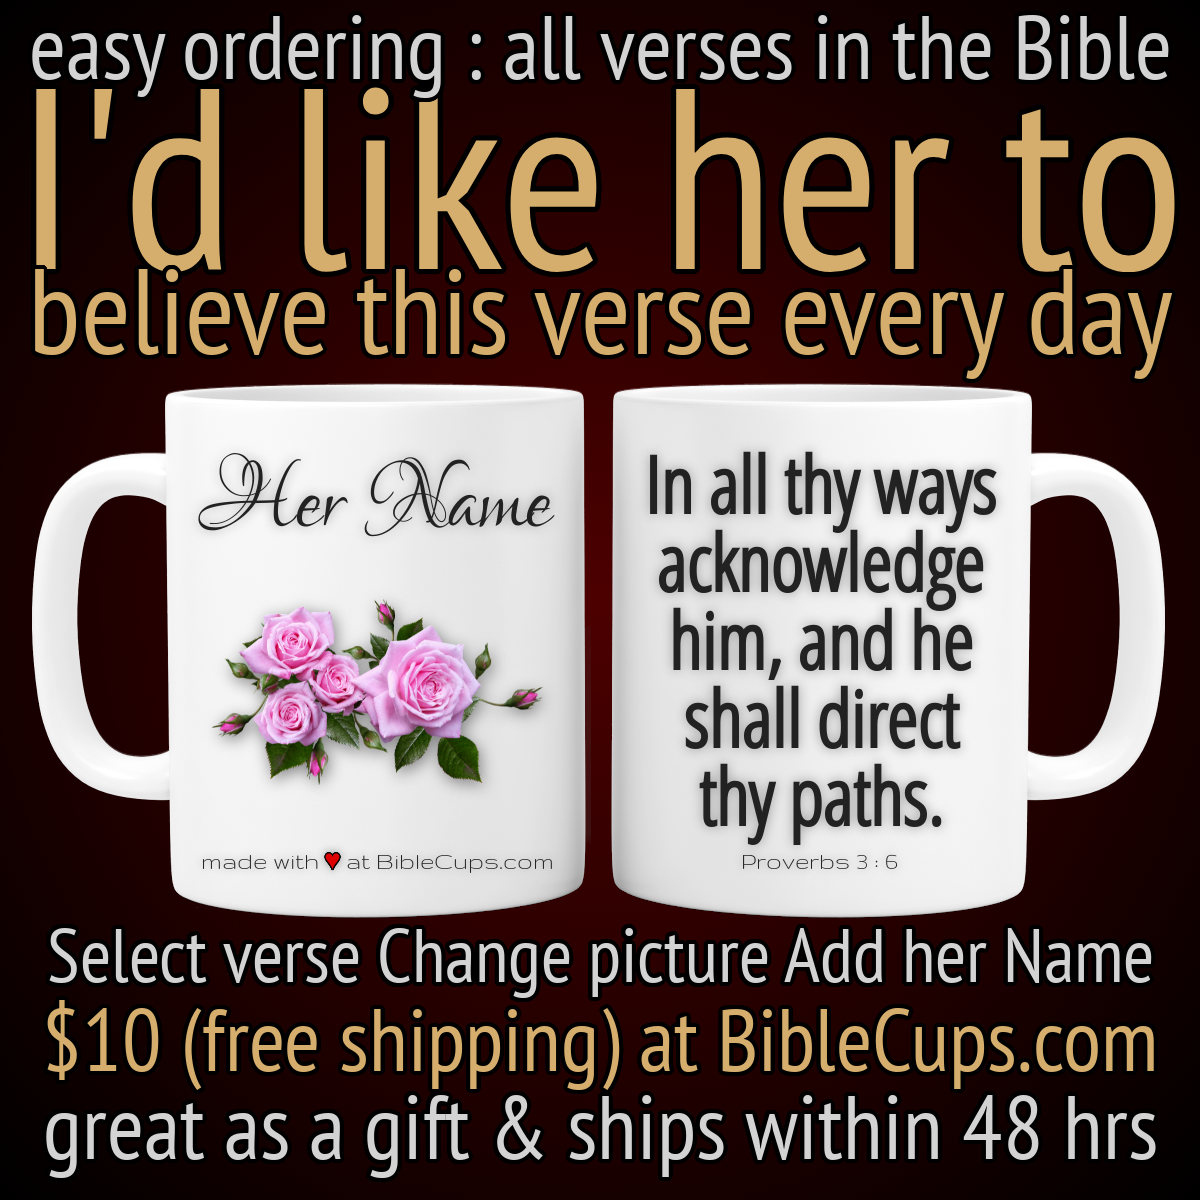 easy ordering : all verses in the Bible
I'd like her to
believe this verse every day
Her Name
made with ♥ at BibleCups.com
In all thy ways
acknowledge
him, and he
shall direct
thy paths.
Proverbs 3 : 6
Select verse Change picture Add her Name
$10 (free shipping) at BibleCups.com
great as a gift & ships within 48 hrs